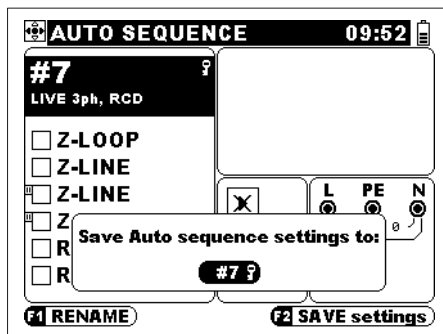 AUTO SEQUENCE 09:52
#7
LIVE 3ph, RCD
Z-LOOP
Z-LINE
Z-LINE
Z
R
R
L PE N
0
Save Auto sequence settings to:
#7
F1 RENAME
F2 SAVE settings